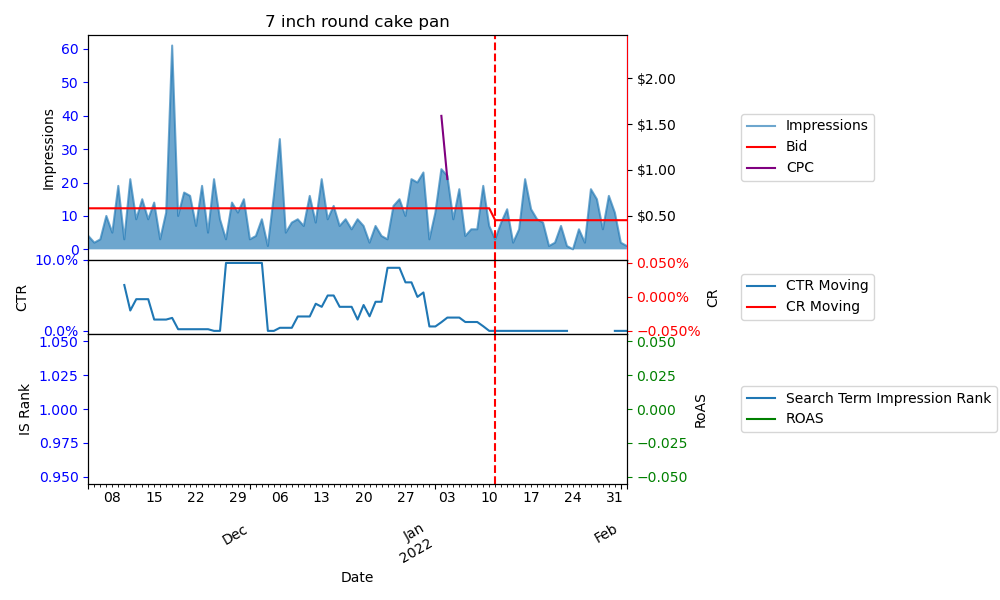 7 inch round cake pan
60
50
40
30
20
10
0
Impressions
$2.00
$1.50
$1.00
$0.50
Impressions
Bid
CPC
10.0%
0.0%
CTR
0.050%
0.000%
−0.050%
CR
CTR Moving
CR Moving
1.050
1.025
1.000
0.975
0.950
IS Rank
0.050
0.025
0.000
−0.025
−0.050
RoAS
Search Term Impression Rank
ROAS
08 15 22 29 06 13 20 27 03 10 17 24 31
Dec Jan Feb
2022
Date